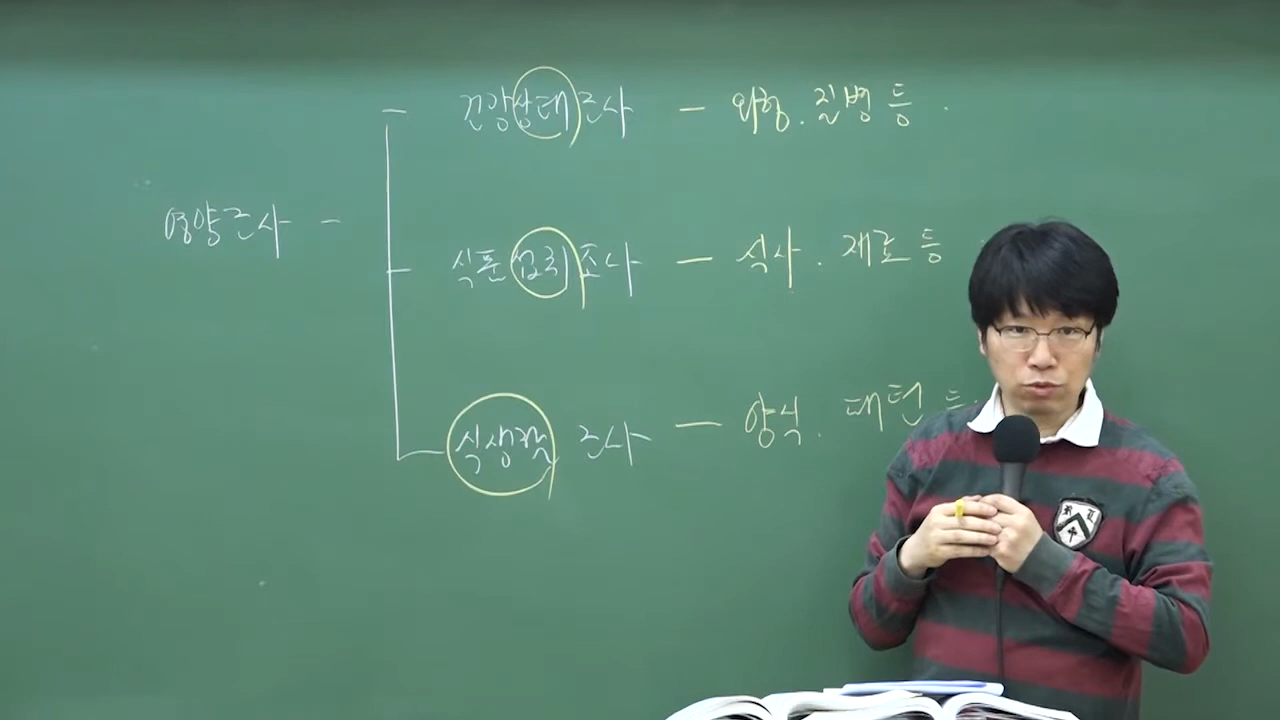 건강상태조사 - 외형. 질병 등.
영양조사 -
식품섭취조사 - 식사. 재료 등
식생활 조사 - 양식. 패턴 등.